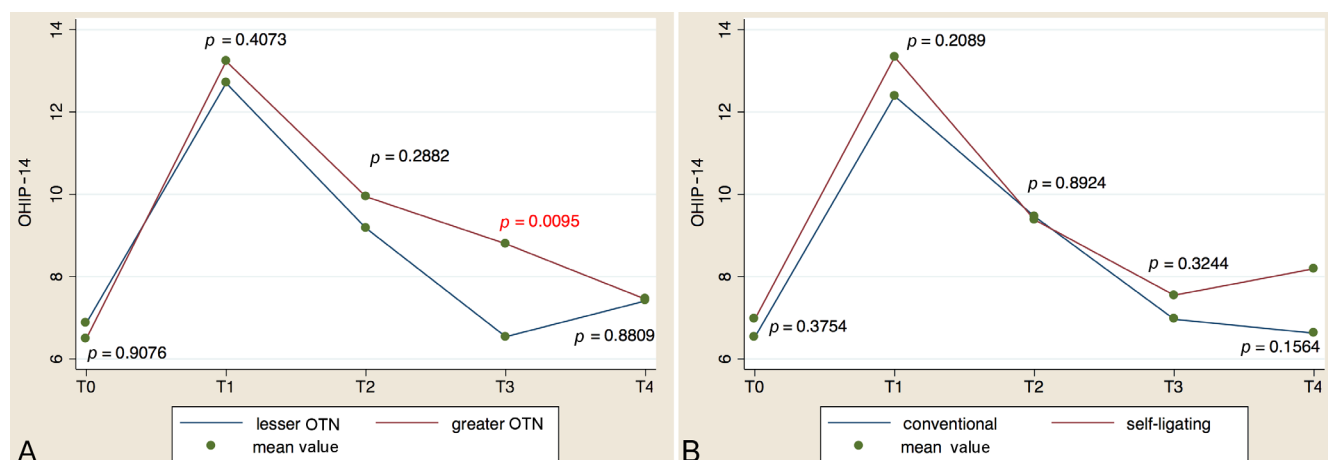 14
12
10
8
6
OHIP-14
p = 0.4073
p = 0.2882
p = 0.0095
p = 0.8809
p = 0.9076
T0 T1 T2 T3 T4
lesser OTN greater OTN
mean value
A
14
12
10
8
6
OHIP-14
p = 0.2089
p = 0.8924
p = 0.3244
p = 0.3754
p = 0.1564
T0 T1 T2 T3 T4
conventional self-ligating
mean value
B